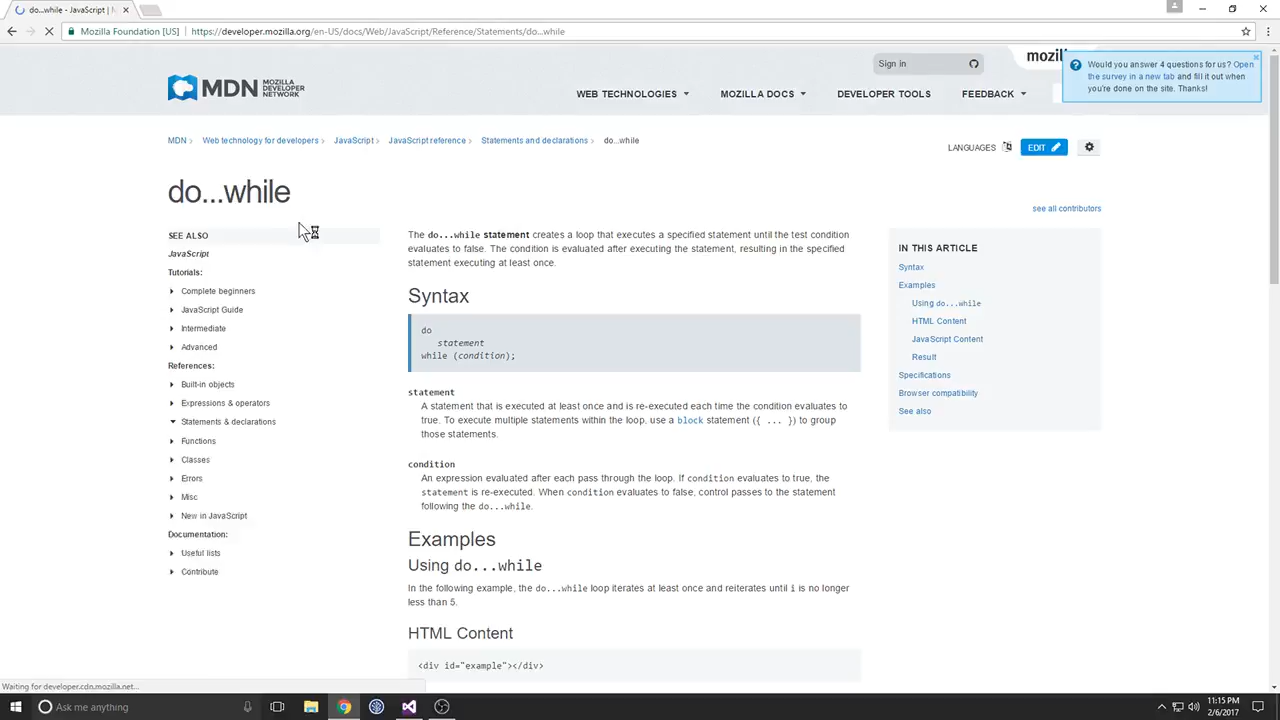 do...while - JavaScript |
Mozilla Foundation [US]
https://developer.mozilla.org/en-US/docs/Web/JavaScript/Reference/Statements/do...while
Sign in
mozil
Would you answer 4 questions for us? Open
the survey in a new tab and fill it out when
you're done on the site. Thanks!
MDN MOZILLA
DEVELOPER
NETWORK
WEB TECHNOLOGIES
MOZILLA DOCS
DEVELOPER TOOLS
FEEDBACK
MDN
Web technology for developers
JavaScript
JavaScript reference
Statements and declarations
do...while
LANGUAGES
EDIT
do...while
see all contributors
SEE ALSO
JavaScript
Tutorials:
Complete beginners
JavaScript Guide
Intermediate
Advanced
References:
Built-in objects
Expressions & operators
Statements & declarations
Functions
Classes
Errors
Misc
New in JavaScript
Documentation:
Useful lists
Contribute
The do...while statement creates a loop that executes a specified statement until the test condition
evaluates to false. The condition is evaluated after executing the statement, resulting in the specified
statement executing at least once.
Syntax
do
statement
while (condition);
statement
A statement that is executed at least once and is re-executed each time the condition evaluates to
true. To execute multiple statements within the loop, use a block statement ({ ... }) to group
those statements.
condition
An expression evaluated after each pass through the loop. If condition evaluates to true, the
statement is re-executed. When condition evaluates to false, control passes to the statement
following the do...while.
Examples
Using do...while
In the following example, the do...while loop iterates at least once and reiterates until i is no longer
less than 5.
HTML Content
<div id="example"></div>
IN THIS ARTICLE
Syntax
Examples
Using do...while
HTML Content
JavaScript Content
Result
Specifications
Browser compatibility
See also
Waiting for developer.cdn.mozilla.net...
Ask me anything
11:15 PM
2/6/2017